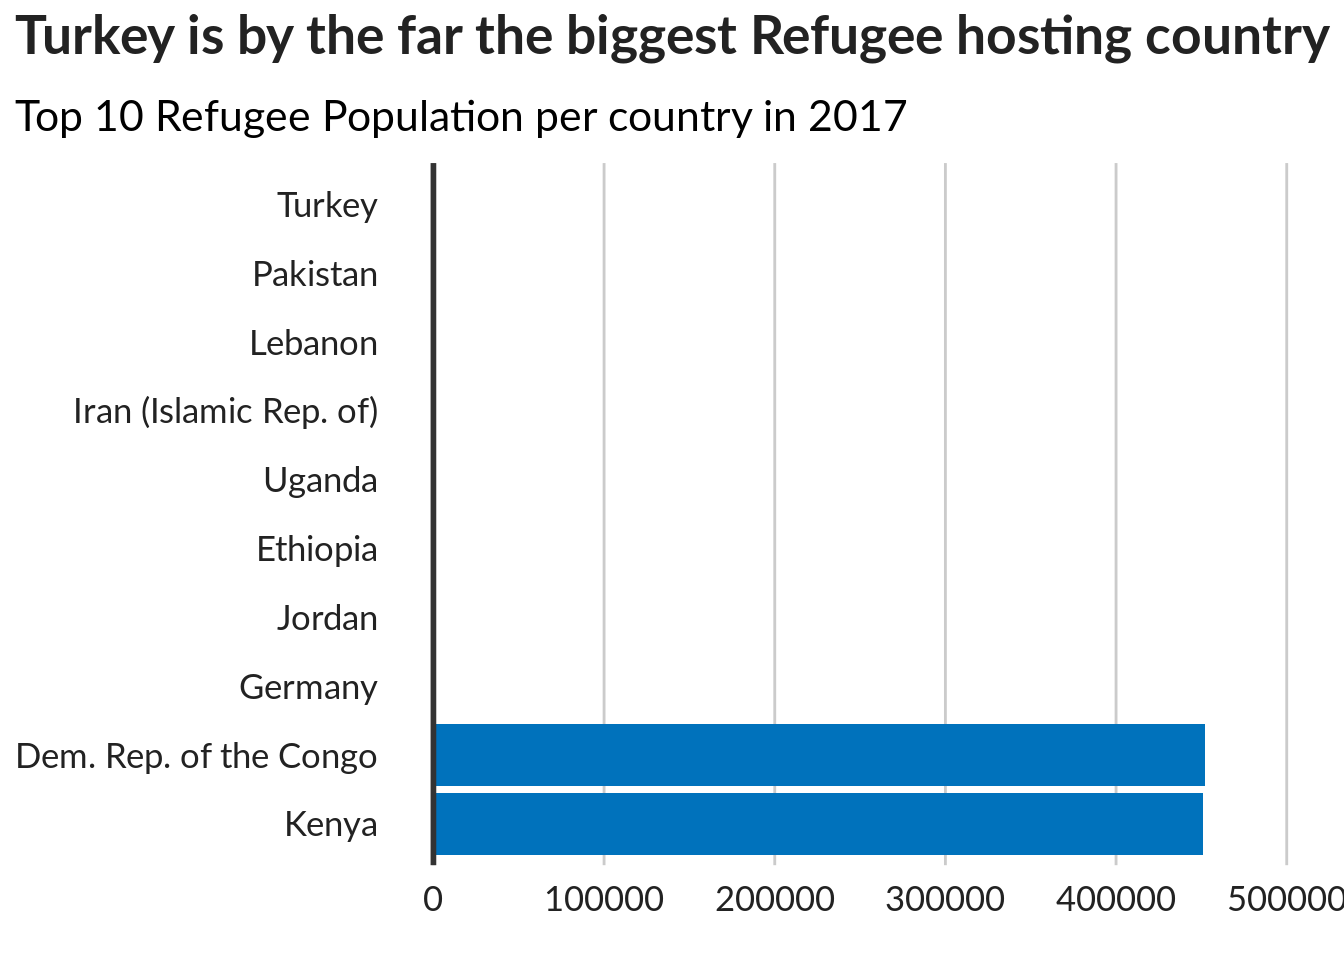 Turkey is by the far the biggest Refugee hosting country
Top 10 Refugee Population per country in 2017
Turkey
Pakistan
Lebanon
Iran (Islamic Rep. of)
Uganda
Ethiopia
Jordan
Germany
Dem. Rep. of the Congo
Kenya
0 100000 200000 300000 400000 500000